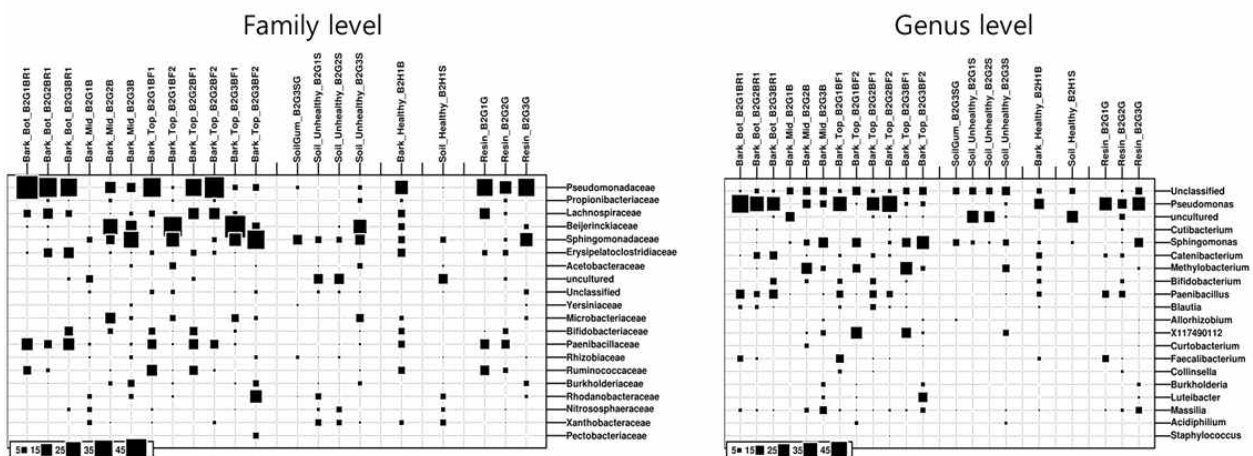 Family level
Genus level
Bark_Bot_B2G1BR1
Bark_Bot_B2G2BR1
Bark_Bot_B2G3BR1
Bark_Mid_B2G1B
Bark_Mid_B2G2B
Bark_Mid_B2G3B
Bark_Top_B2G1BF1
Bark_Top_B2G1BF2
Bark_Top_B2G2BF1
Bark_Top_B2G2BF2
Bark_Top_B2G3BF1
Bark_Top_B2G3BF2
SoilGum_B2G3SG
Soil_Unhealthy_B2G1S
Soil_Unhealthy_B2G2S
Soil_Unhealthy_B2G3S
Bark_Healthy_B2H1B
Soil_Healthy_B2H1S
Resin_B2G1G
Resin_B2G2G
Resin_B2G3G
Pseudomonadaceae
Propionibacteriaceae
Lachnospiraceae
Beijerinckiaceae
Sphingomonadaceae
Erysipelatoclostridiaceae
Acetobacteraceae
uncultured
Unclassified
Yersiniaceae
Microbacteriaceae
Bifidobacteriaceae
Paenibacillaceae
Rhizobiaceae
Ruminococcaceae
Burkholderiaceae
Rhodanobacteraceae
Nitrososphaeraceae
Xanthobacteraceae
Pectobacteriaceae
5 15 25 35 45
Bark_Bot_B2G1BR1
Bark_Bot_B2G2BR1
Bark_Bot_B2G3BR1
Bark_Mid_B2G1B
Bark_Mid_B2G2B
Bark_Mid_B2G3B
Bark_Top_B2G1BF1
Bark_Top_B2G1BF2
Bark_Top_B2G2BF1
Bark_Top_B2G2BF2
Bark_Top_B2G3BF1
Bark_Top_B2G3BF2
SoilGum_B2G3SG
Soil_Unhealthy_B2G1S
Soil_Unhealthy_B2G2S
Soil_Unhealthy_B2G3S
Bark_Healthy_B2H1B
Soil_Healthy_B2H1S
Resin_B2G1G
Resin_B2G2G
Resin_B2G3G
Unclassified
Pseudomonas
uncultured
Cutibacterium
Sphingomonas
Catenibacterium
Methylobacterium
Bifidobacterium
Paenibacillus
Blautia
Allorhizobium
X117490112
Curtobacterium
Faecalibacterium
Collinsella
Burkholderia
Luteibacter
Massilia
Acidiphilium
Staphylococcus
5 15 25 35 45